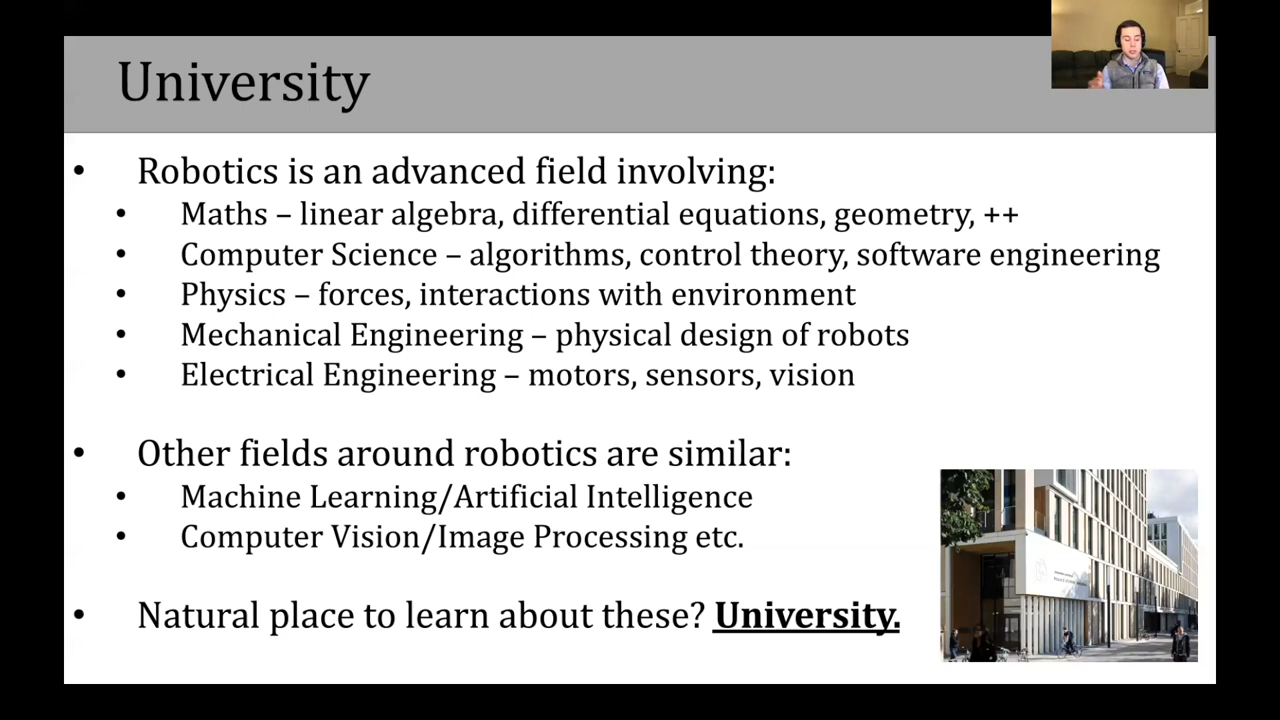 University
• Robotics is an advanced field involving:
• Maths – linear algebra, differential equations, geometry, ++
• Computer Science – algorithms, control theory, software engineering
• Physics – forces, interactions with environment
• Mechanical Engineering – physical design of robots
• Electrical Engineering – motors, sensors, vision
• Other fields around robotics are similar:
• Machine Learning/Artificial Intelligence
• Computer Vision/Image Processing etc.
• Natural place to learn about these? University.